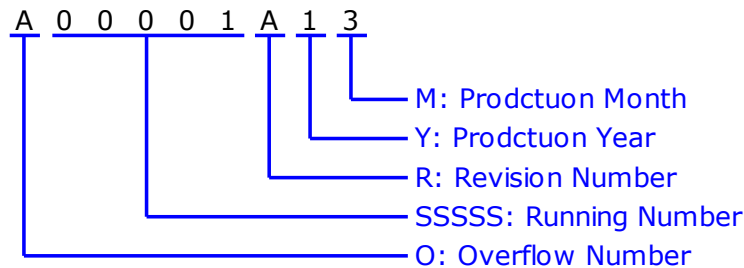 A 0 0 0 0 1 A 1 3
M: Prodctuon Month
Y: Prodctuon Year
R: Revision Number
SSSSS: Running Number
O: Overflow Number